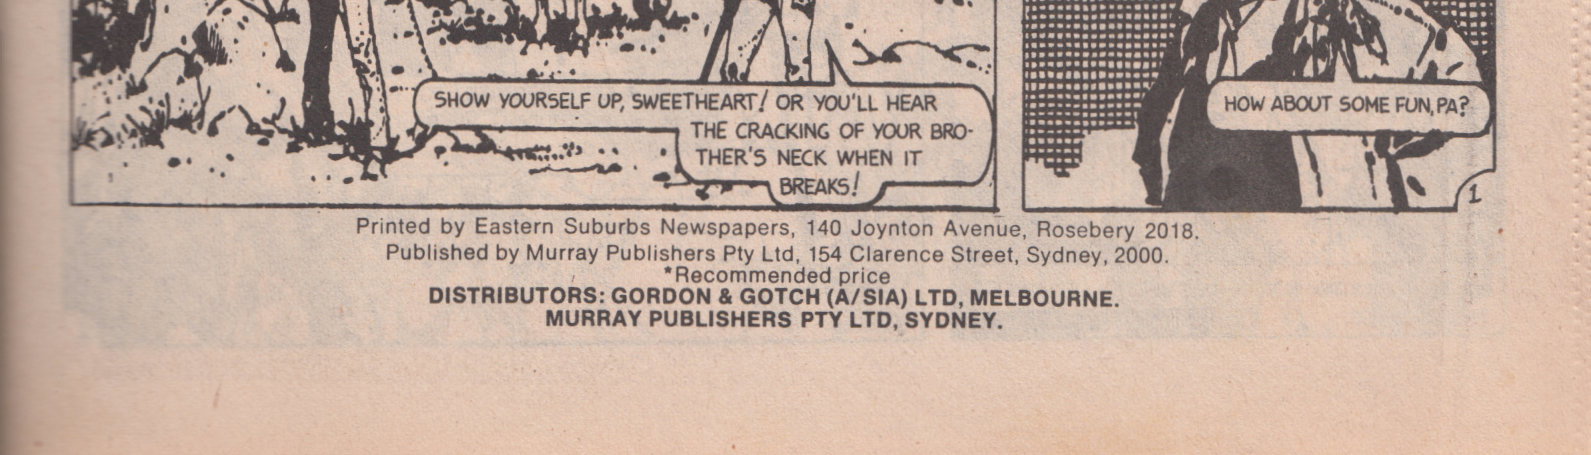 SHOW YOURSELF UP, SWEETHEART! OR YOU'LL HEAR
THE CRACKING OF YOUR BRO-
THER'S NECK WHEN IT
BREAKS!
HOW ABOUT SOME FUN, PA?
1
Printed by Eastern Suburbs Newspapers, 140 Joynton Avenue, Rosebery 2018.
Published by Murray Publishers Pty Ltd, 154 Clarence Street, Sydney, 2000.
*Recommended price
DISTRIBUTORS: GORDON & GOTCH (A/SIA) LTD, MELBOURNE.
MURRAY PUBLISHERS PTY LTD, SYDNEY.